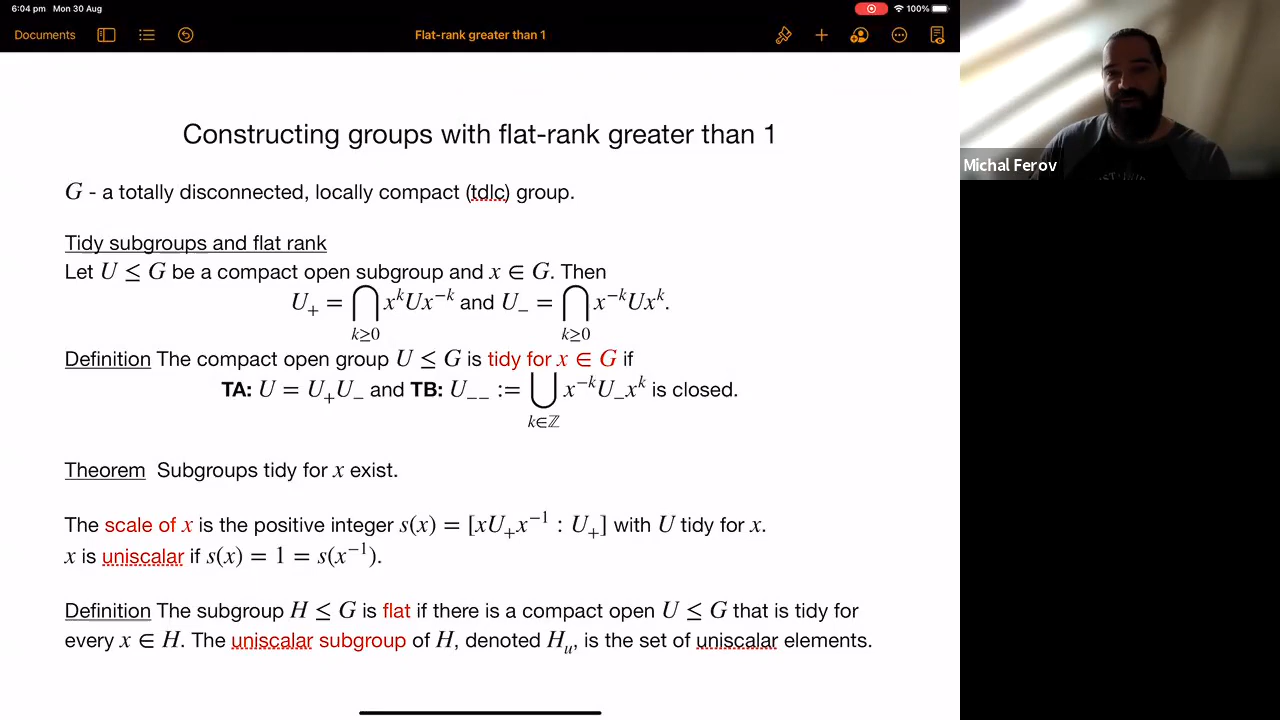 6:04 pm Mon 30 Aug
100%
Documents
Flat-rank greater than 1
Constructing groups with flat-rank greater than 1
G - a totally disconnected, locally compact (tdlc) group.
Tidy subgroups and flat rank
Let U ≤ G be a compact open subgroup and x ∈ G. Then
U₊ = ⋂_{k≥0} xᵏUx⁻ᵏ and U₋ = ⋂_{k≥0} x⁻ᵏUxᵏ.
Definition The compact open group U ≤ G is tidy for x ∈ G if
TA: U = U₊U₋ and TB: U₋₋ := ⋃_{k∈ℤ} x⁻ᵏU₋xᵏ is closed.
Theorem Subgroups tidy for x exist.
The scale of x is the positive integer s(x) = [xU₊x⁻¹ : U₊] with U tidy for x.
x is uniscalar if s(x) = 1 = s(x⁻¹).
Definition The subgroup H ≤ G is flat if there is a compact open U ≤ G that is tidy for
every x ∈ H. The uniscalar subgroup of H, denoted Hᵤ, is the set of uniscalar elements.
Michal Ferov